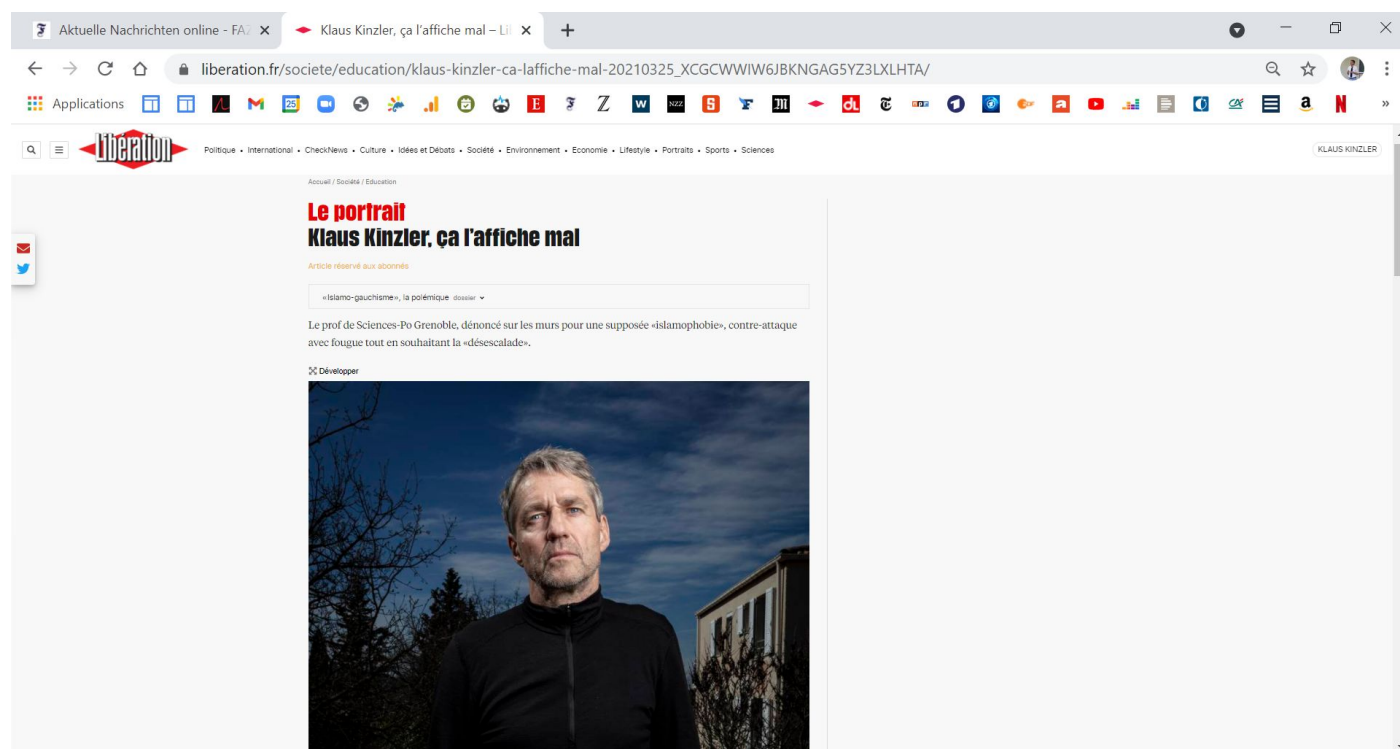 Aktuelle Nachrichten online - FAZ
Klaus Kinzler, ça l'affiche mal – Li
liberation.fr/societe/education/klaus-kinzler-ca-laffiche-mal-20210325_XCGCWWIW6JBKNGAG5YZ3LXLHTA/
Applications
Libération
Politique • International • CheckNews • Culture • Idées et Débats • Société • Environnement • Economie • Lifestyle • Portraits • Sports • Sciences
KLAUS KINZLER
Accueil / Société / Education
Le portrait
Klaus Kinzler, ça l'affiche mal
Article réservé aux abonnés
«Islamo-gauchisme», la polémique dossier
Le prof de Sciences-Po Grenoble, dénoncé sur les murs pour une supposée «islamophobie», contre-attaque
avec fougue tout en souhaitant la «désescalade».
Développer